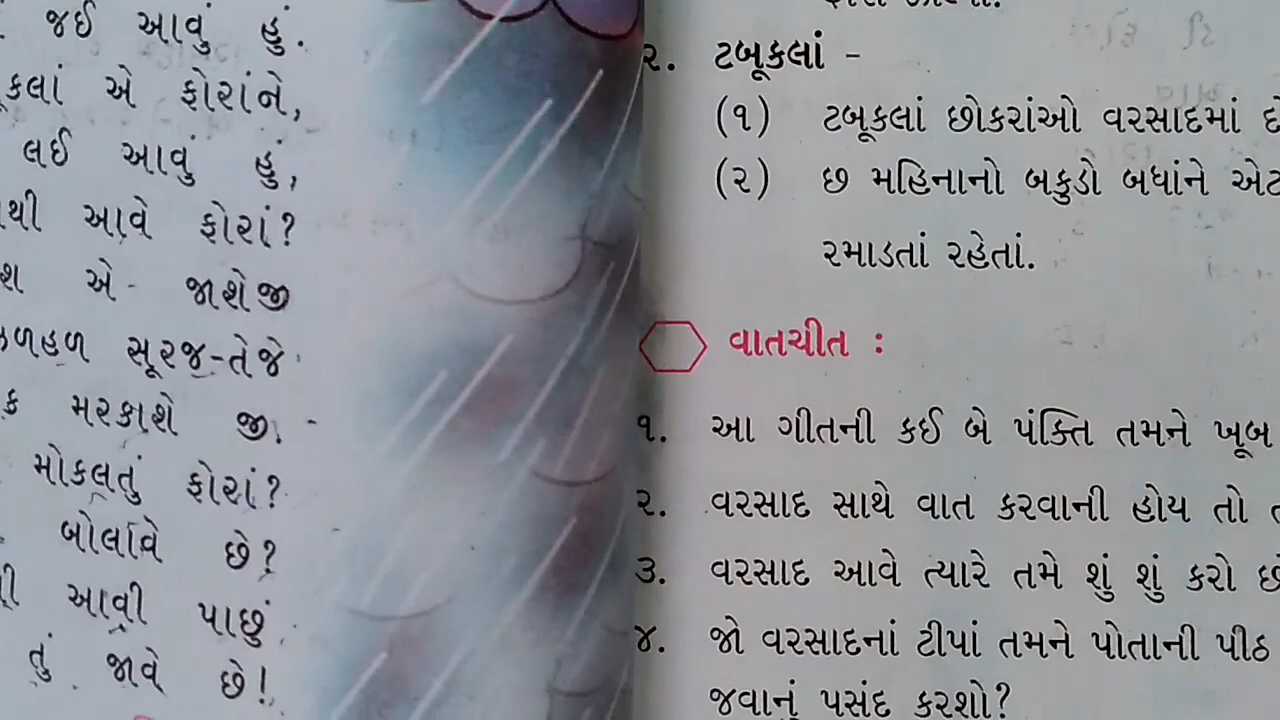 જઈ આવું હું.
એ ફોરાંને,
લઈ આવું હું,
આવે ફોરાં?
એ જાશેજી
સૂરજ-તેજે
મરકાશે જી.
મોકલતું ફોરાં?
બોલાવે છે?
આવી પાછું
તું જાવે છે!
૨. ટબૂકલાં -
(૧) ટબૂકલાં છોકરાંઓ વરસાદમાં
(૨) છ મહિનાનો બકુડો બધાંને
રમાડતાં રહેતાં.
વાતચીત :
૧. આ ગીતની કઈ બે પંક્તિ તમને ખૂબ
૨. વરસાદ સાથે વાત કરવાની હોય તો
૩. વરસાદ આવે ત્યારે તમે શું શું કરો
૪. જો વરસાદનાં ટીપાં તમને પોતાની પીઠ
જવાનું પસંદ કરશો?